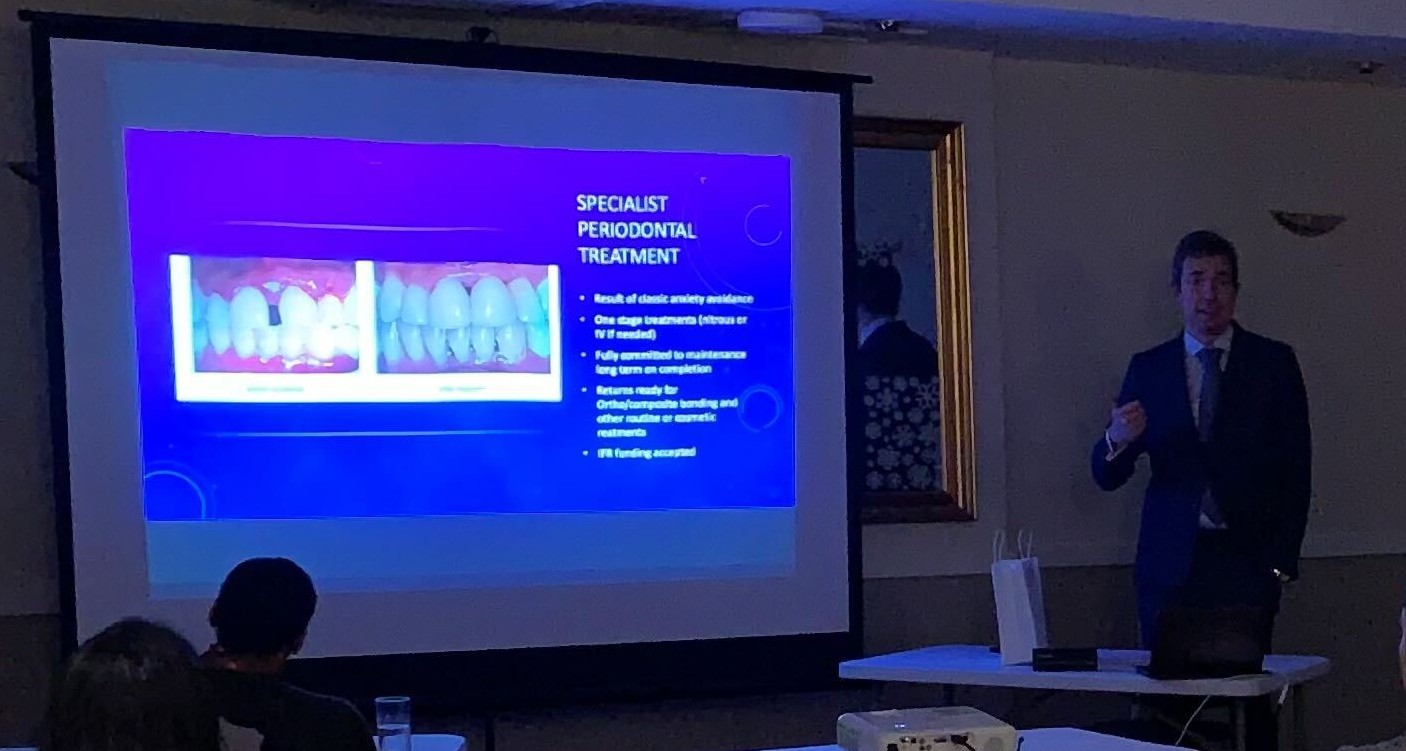 SPECIALIST
PERIODONTAL
TREATMENT
Result of classic anxiety avoidance
One stage treatments (nitrous or
IV if needed)
Fully committed to maintenance
long term on completion
Returns ready for
Ortho/composite bonding and
other routine or cosmetic
reatments
IFR funding accepted